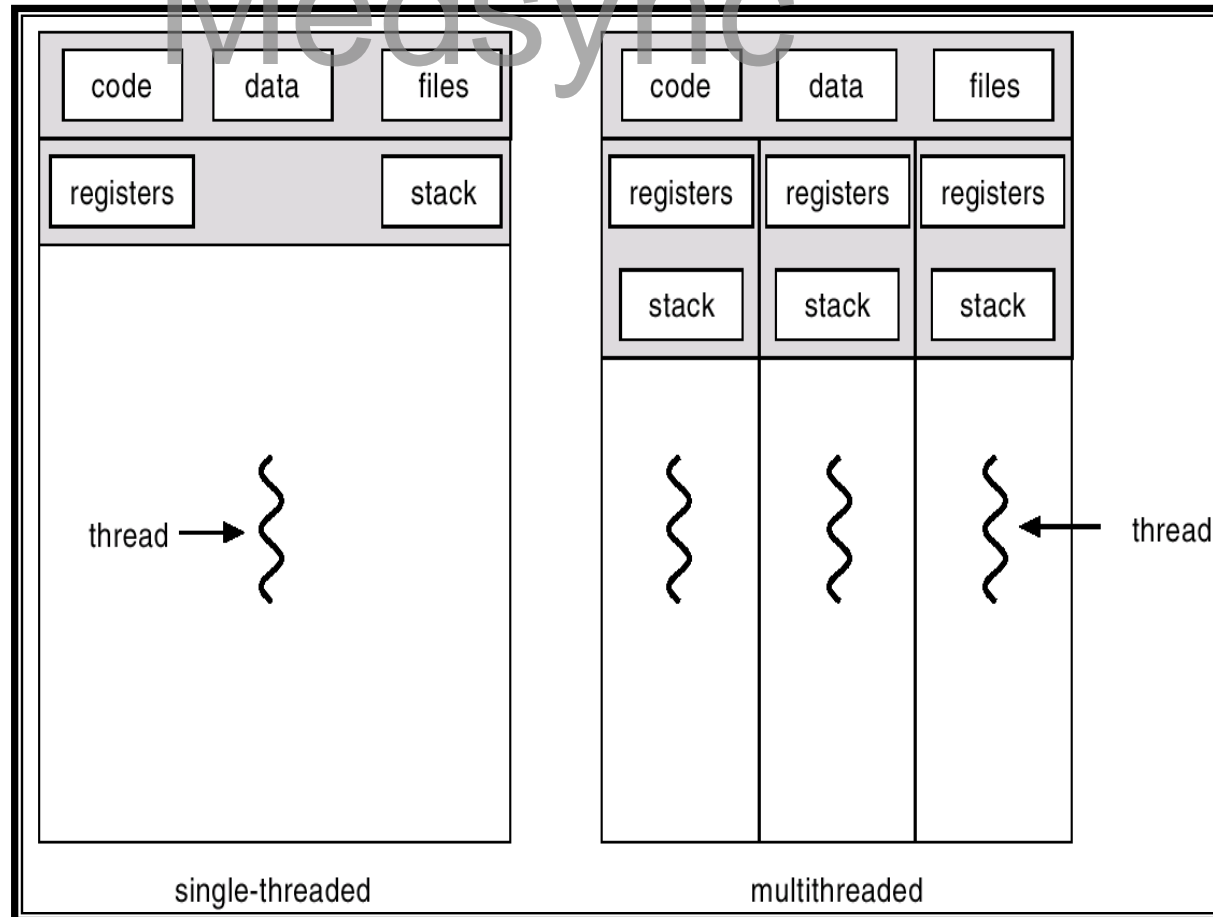 Medsync
code data files
registers stack
thread
single-threaded
code data files
registers registers registers
stack stack stack
thread
multithreaded